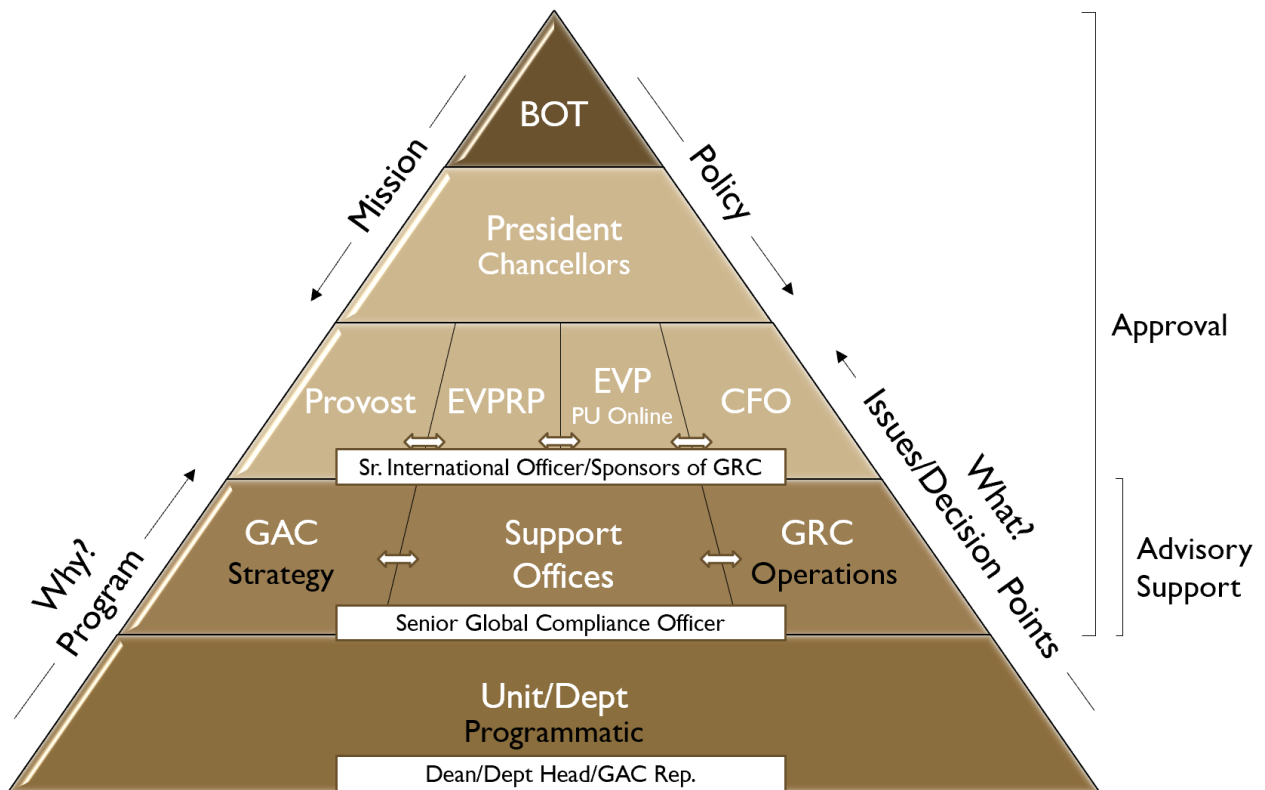 BOT
Mission
Policy
President
Chancellors
Approval
Provost
EVPRP
EVP
PU Online
CFO
Sr. International Officer/Sponsors of GRC
Why?
Program
What?
Issues/Decision Points
GAC
Strategy
Support
Offices
GRC
Operations
Advisory
Support
Senior Global Compliance Officer
Unit/Dept
Programmatic
Dean/Dept Head/GAC Rep.